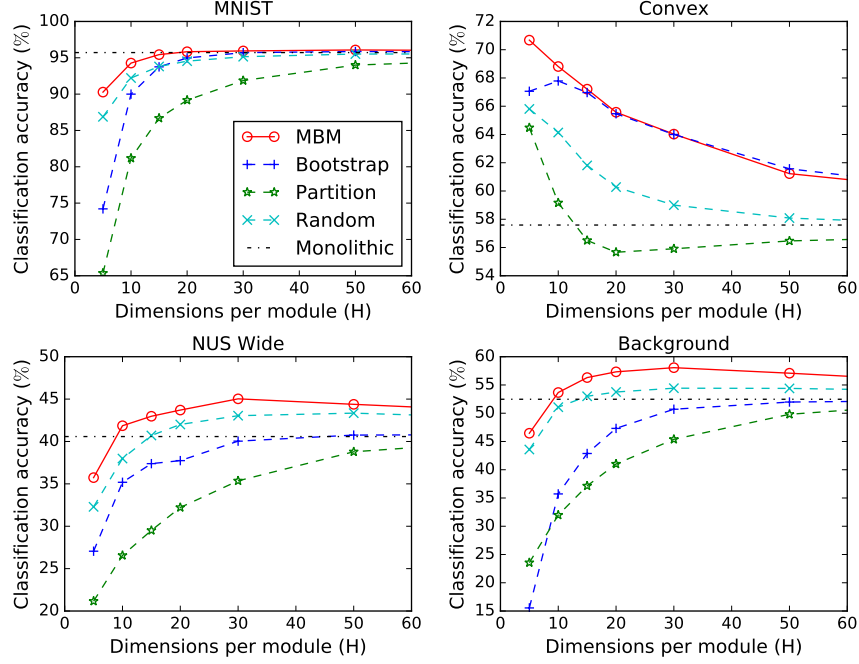 MNIST
Classification accuracy (%)
100
95
90
85
80
75
70
65
MBM
Bootstrap
Partition
Random
Monolithic
0 10 20 30 40 50 60
Dimensions per module (H)
Convex
Classification accuracy (%)
72
70
68
66
64
62
60
58
56
54
0 10 20 30 40 50 60
Dimensions per module (H)
NUS Wide
Classification accuracy (%)
50
45
40
35
30
25
20
0 10 20 30 40 50 60
Dimensions per module (H)
Background
Classification accuracy (%)
60
55
50
45
40
35
30
25
20
15
0 10 20 30 40 50 60
Dimensions per module (H)